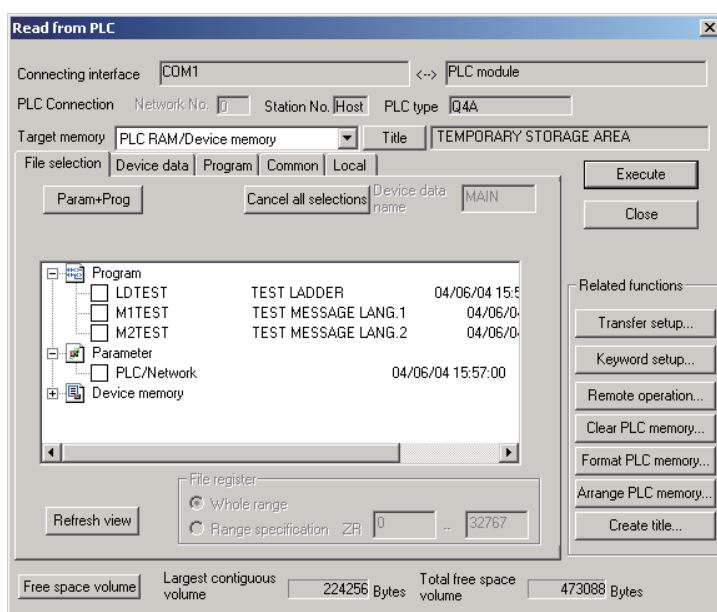 Read from PLC
Connecting interface COM1 <--> PLC module
PLC Connection Network No. 0 Station No. Host PLC type Q4A
Target memory PLC RAM/Device memory Title TEMPORARY STORAGE AREA
File selection Device data Program Common Local
Execute
Param+Prog Cancel all selections Device data name MAIN
Close
Program
LDTEST TEST LADDER 04/06/04 15:5
M1TEST TEST MESSAGE LANG.1 04/06/0
M2TEST TEST MESSAGE LANG.2 04/06/0
Parameter
PLC/Network 04/06/04 15:57:00
Device memory
Related functions
Transfer setup...
Keyword setup...
Remote operation...
Clear PLC memory...
Format PLC memory...
Arrange PLC memory...
Create title...
File register
Whole range
Range specification ZR 0 .. 32767
Refresh view
Free space volume Largest contiguous volume 224256 Bytes Total free space volume 473088 Bytes